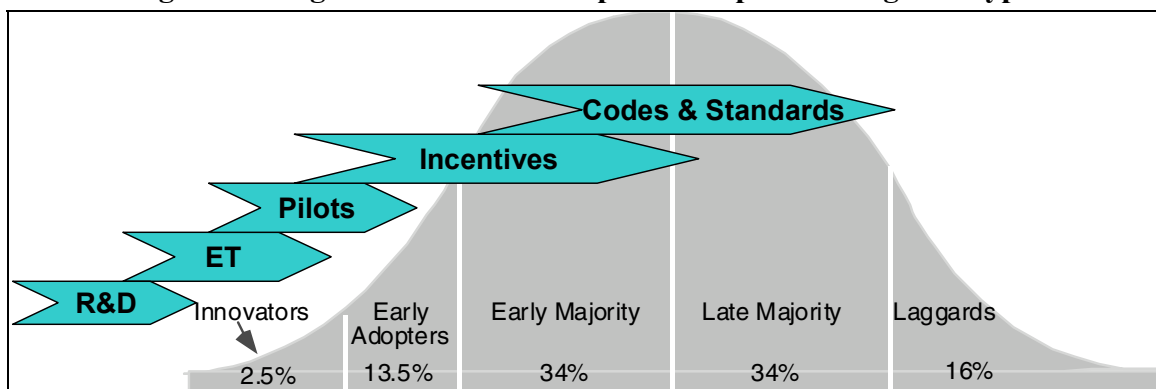 Codes & Standards
Incentives
Pilots
ET
R&D
Innovators
Early
Adopters
Early Majority
Late Majority
Laggards
2.5%
13.5%
34%
34%
16%